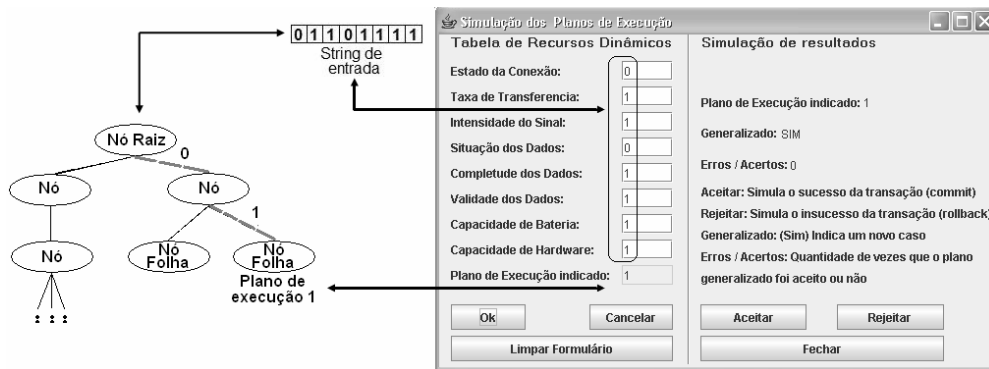 0 1 1 0 1 1 1 1
String de
entrada
Nó Raiz
0
Nó
Nó
1
Nó
Nó
Folha
Nó
Folha
Plano de
execução 1
Simulação dos Planos de Execução
Tabela de Recursos Dinâmicos
Estado da Conexão: 0
Taxa de Transferencia: 1
Intensidade do Sinal: 1
Situação dos Dados: 0
Completude dos Dados: 1
Validade dos Dados: 1
Capacidade de Bateria: 1
Capacidade de Hardware: 1
Plano de Execução indicado: 1
Ok
Cancelar
Limpar Formulário
Simulação de resultados
Plano de Execução indicado: 1
Generalizado: SIM
Erros / Acertos: 0
Aceitar: Simula o sucesso da transação (commit)
Rejeitar: Simula o insucesso da transação (rollback)
Generalizado: (Sim) Indica um novo caso
Erros / Acertos: Quantidade de vezes que o plano
generalizado foi aceito ou não
Aceitar
Rejeitar
Fechar